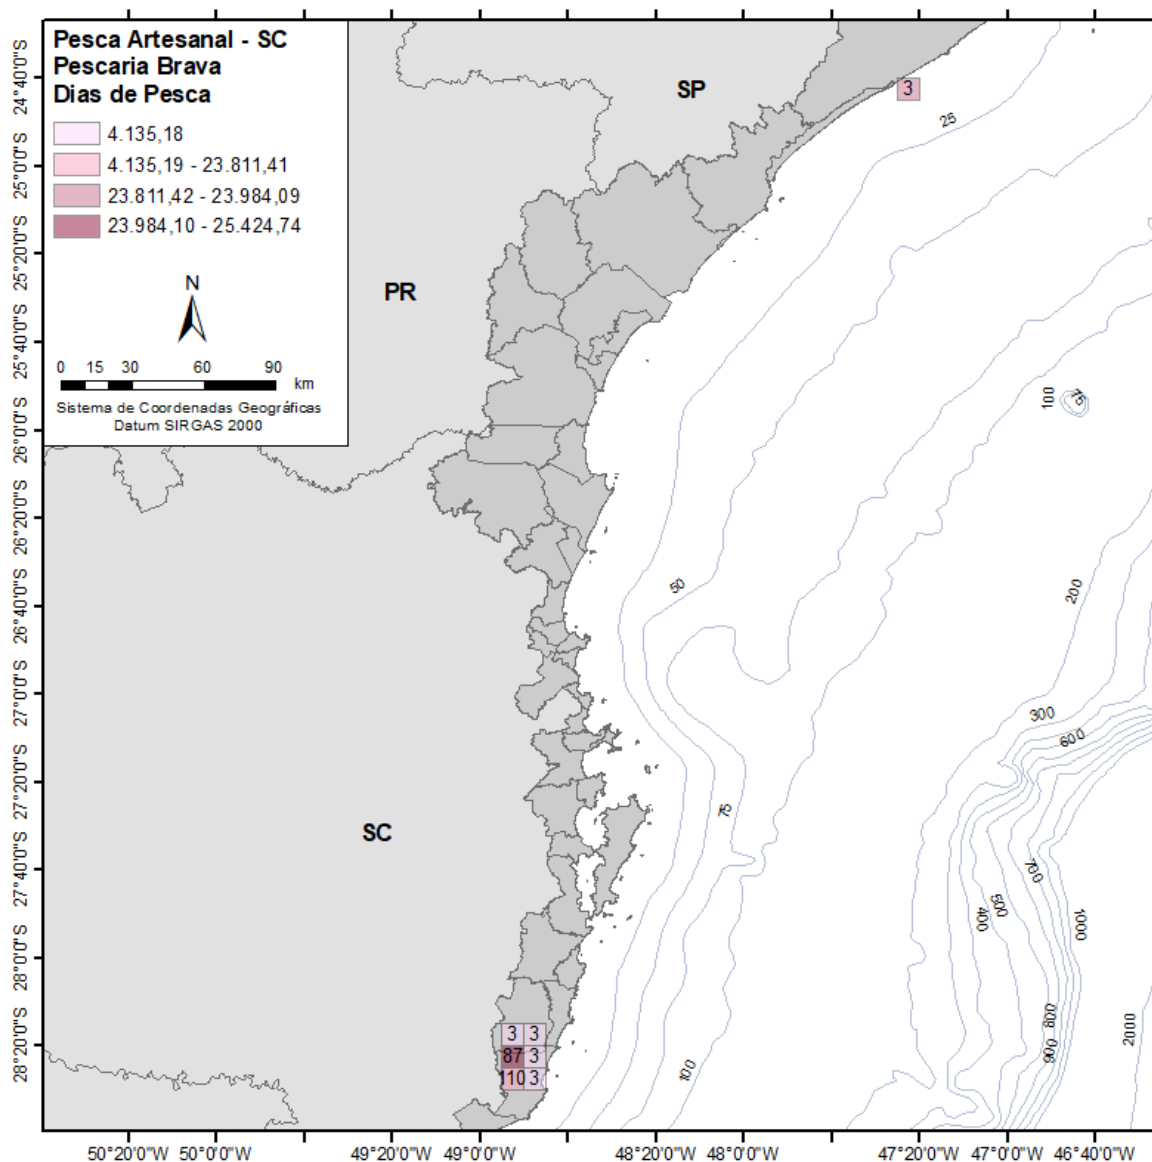 Pesca Artesanal - SC
Pescaria Brava
Dias de Pesca
4.135,18
4.135,19 - 23.811,41
23.811,42 - 23.984,09
23.984,10 - 25.424,74
N
0 15 30 60 90
km
Sistema de Coordenadas Geográficas
Datum SIRGAS 2000
SP
PR
SC
3
25
100
75
50
200
300
600
75
700
500
400
1000
800
900
2000
100
3 3
87 3
110 3
24°40'0"S
25°0'0"S
25°20'0"S
25°40'0"S
26°0'0"S
26°20'0"S
26°40'0"S
27°0'0"S
27°20'0"S
27°40'0"S
28°0'0"S
28°20'0"S
50°20'0"W 50°0'0"W 49°20'0"W 49°0'0"W 48°20'0"W 48°0'0"W 47°20'0"W 47°0'0"W 46°40'0"W